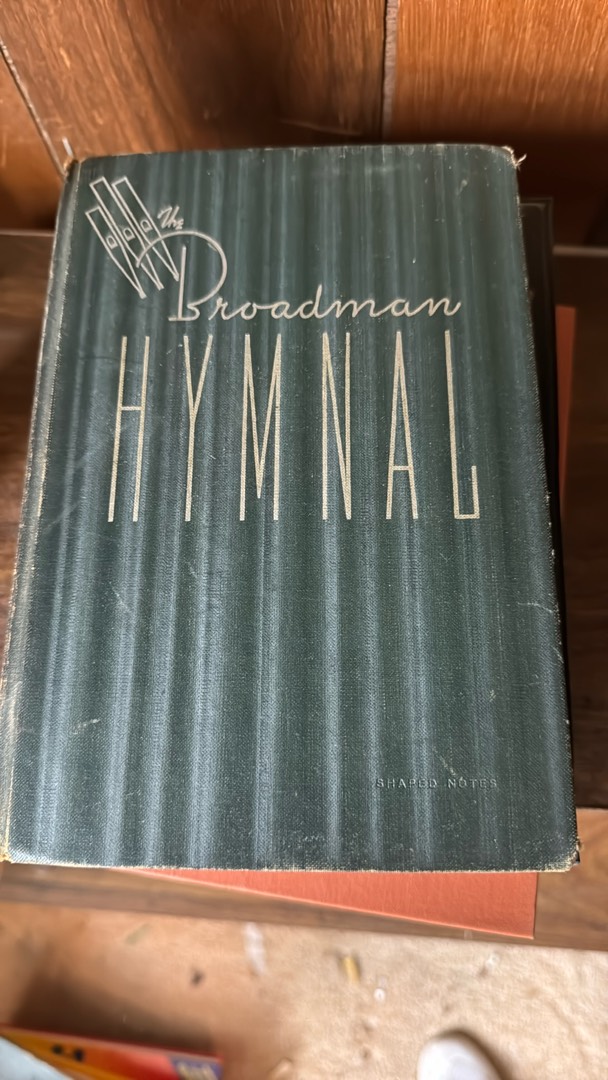 The
Broadman
HYMNAL
SHAPED NOTES